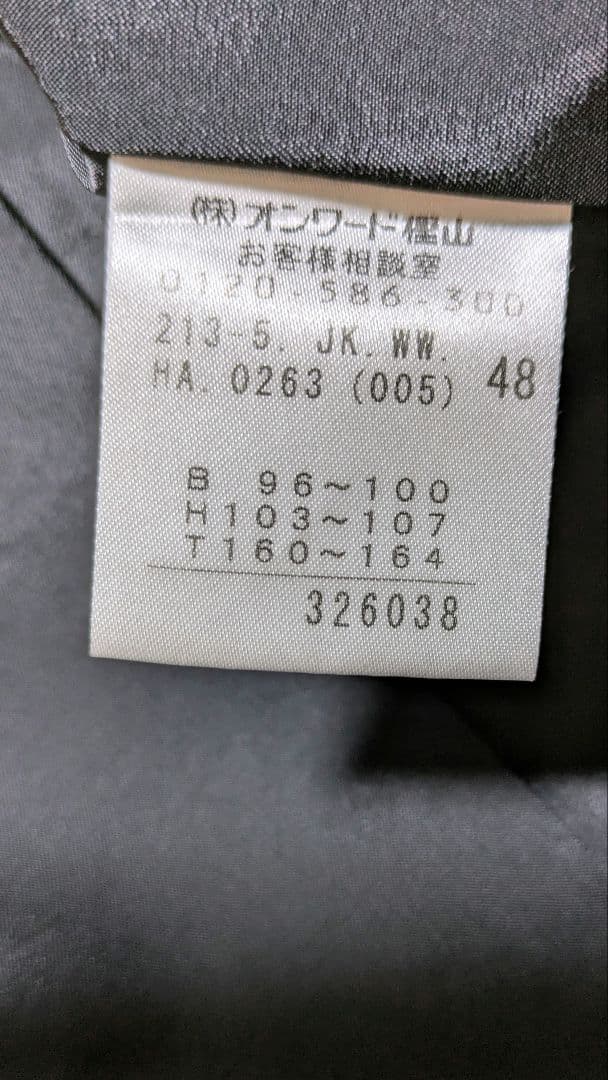 (株)オンワード樫山
お客様相談室
0120-586-300
213-5. JK. WW.
HA. 0263 (005) 48
B 96~100
H103~107
T160~164
326038